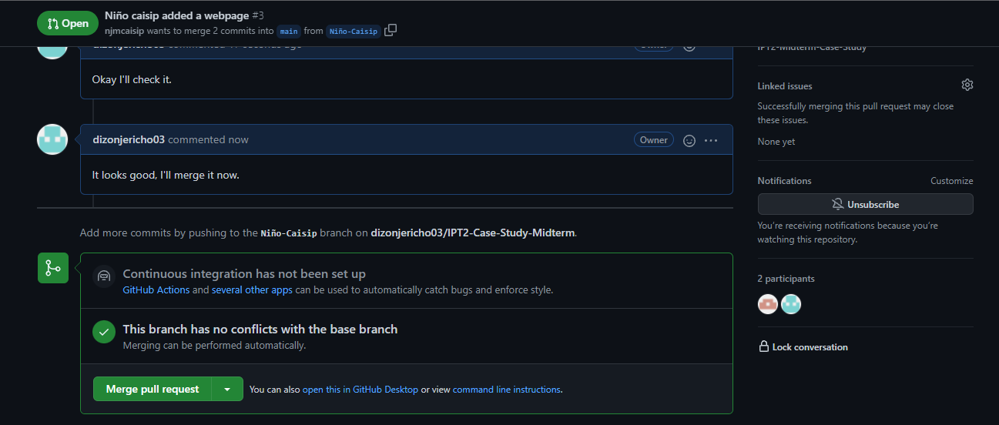 Open
Niño caisip added a webpage #3
njmcaisip wants to merge 2 commits into main from Niño-Caisip
Owner
Okay I'll check it.
dizonjericho03 commented now
Owner
It looks good, I'll merge it now.
Add more commits by pushing to the Niño-Caisip branch on dizonjericho03/IPT2-Case-Study-Midterm.
Continuous integration has not been set up
GitHub Actions and several other apps can be used to automatically catch bugs and enforce style.
This branch has no conflicts with the base branch
Merging can be performed automatically.
Merge pull request
You can also open this in GitHub Desktop or view command line instructions.
IPT2-Midterm-Case-Study
Linked issues
Successfully merging this pull request may close
these issues.
None yet
Notifications
Customize
Unsubscribe
You're receiving notifications because you're
watching this repository.
2 participants
Lock conversation